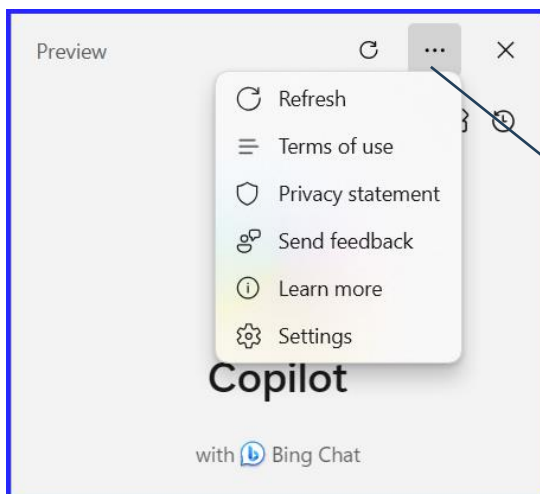 Preview
Refresh
Terms of use
Privacy statement
Send feedback
Learn more
Settings
Copilot
with Bing Chat